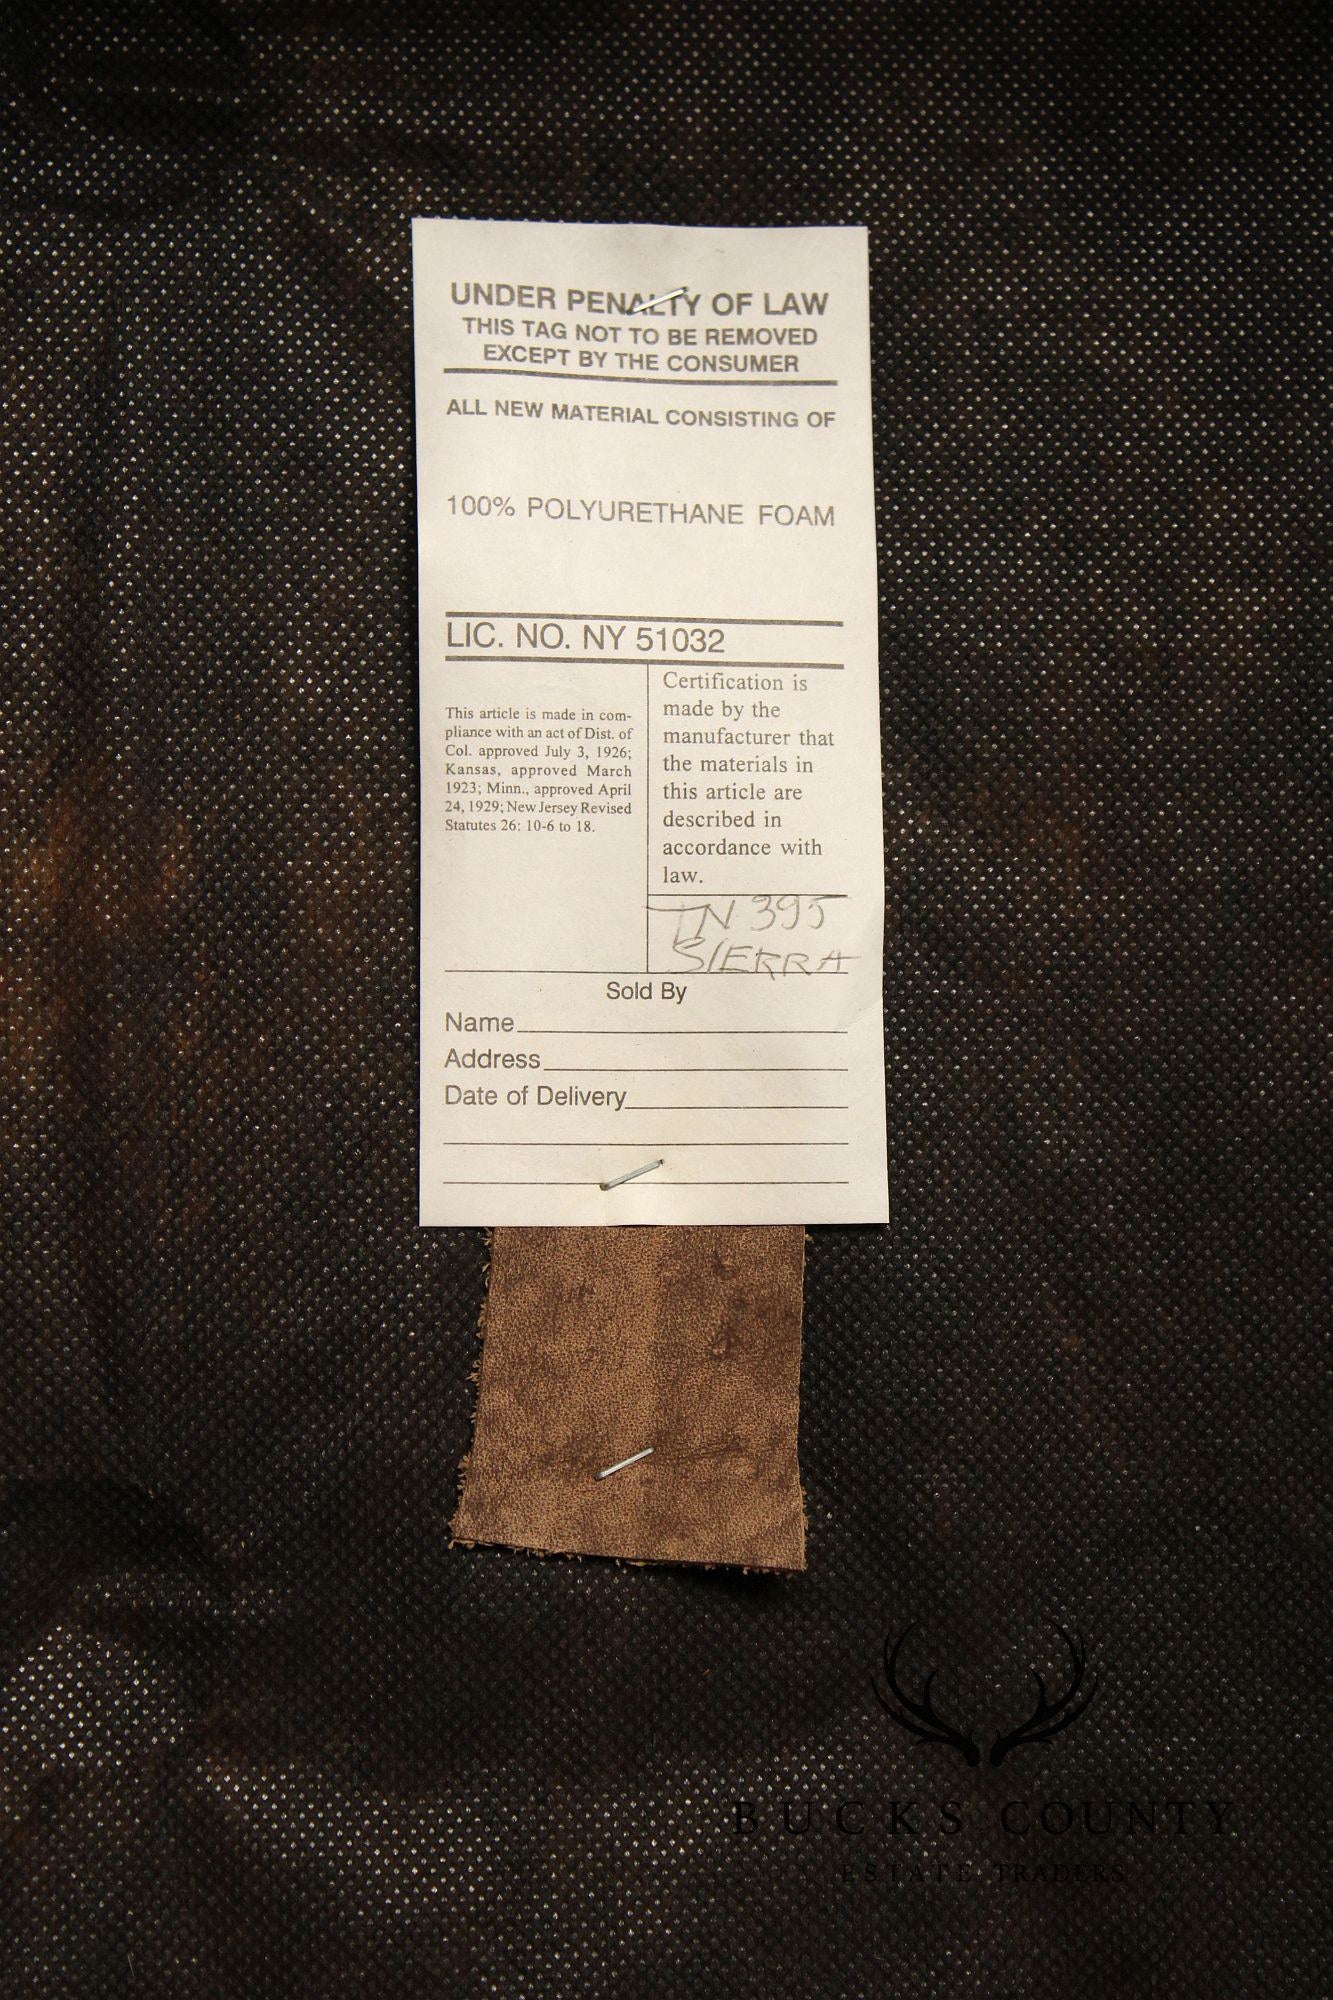 UNDER PENALTY OF LAW
THIS TAG NOT TO BE REMOVED
EXCEPT BY THE CONSUMER
ALL NEW MATERIAL CONSISTING OF
100% POLYURETHANE FOAM
LIC. NO. NY 51032
This article is made in com-
pliance with an act of Dist. of
Col. approved July 3, 1926;
Kansas, approved March
1923; Minn., approved April
24, 1929; New Jersey Revised
Statutes 26: 10-6 to 18.
Certification is
made by the
manufacturer that
the materials in
this article are
described in
accordance with
law.
TN 395
SIERRA
Sold By
Name
Address
Date of Delivery
BUCKS COUNTY
ESTATE TRADERS